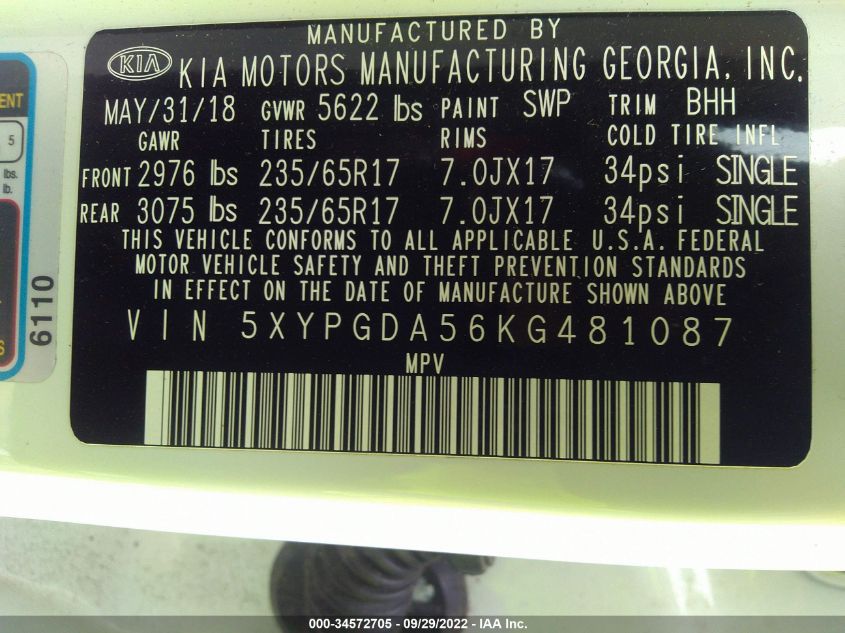 MANUFACTURED BY
KIA KIA MOTORS MANUFACTURING GEORGIA, INC.
MAY/31/18 GVWR 5622 lbs PAINT SWP TRIM BHH
GAWR TIRES RIMS COLD TIRE INFL
FRONT 2976 lbs 235/65R17 7.0JX17 34psi SINGLE
REAR 3075 lbs 235/65R17 7.0JX17 34psi SINGLE
THIS VEHICLE CONFORMS TO ALL APPLICABLE U.S.A. FEDERAL
MOTOR VEHICLE SAFETY AND THEFT PREVENTION STANDARDS
IN EFFECT ON THE DATE OF MANUFACTURE SHOWN ABOVE
VIN 5XYPGDA56KG481087
MPV
5
lbs.
lb.
6110
000-34572705 - 09/29/2022 - IAA Inc.